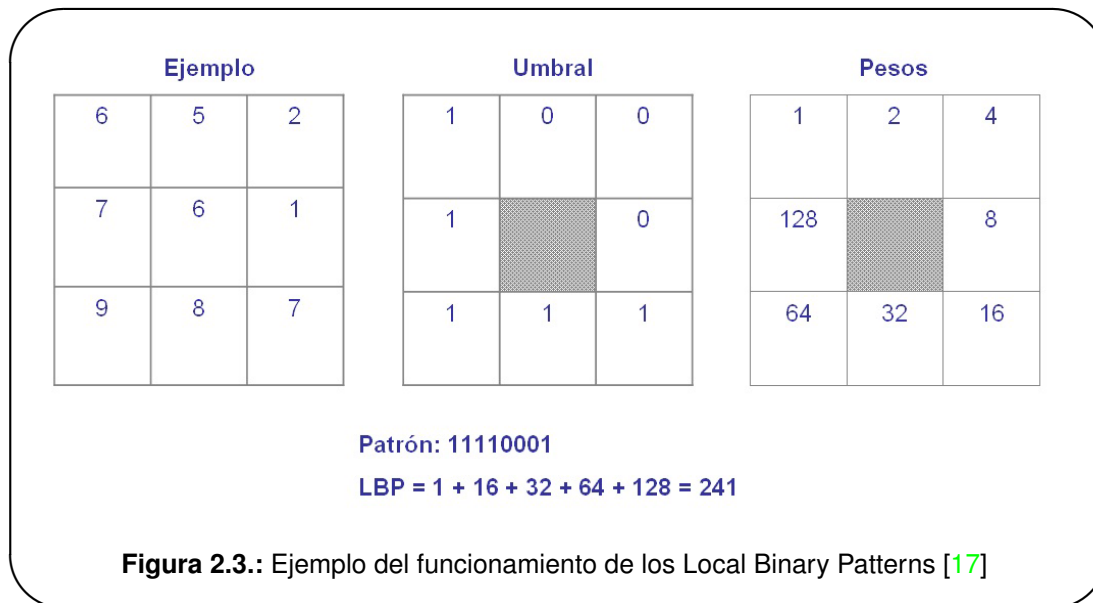 Ejemplo Umbral Pesos
6 5 2 1 0 0 1 2 4
7 6 1 1 0 128 8
9 8 7 1 1 1 64 32 16
Patrón: 11110001
LBP = 1 + 16 + 32 + 64 + 128 = 241
Figura 2.3.: Ejemplo del funcionamiento de los Local Binary Patterns [17]